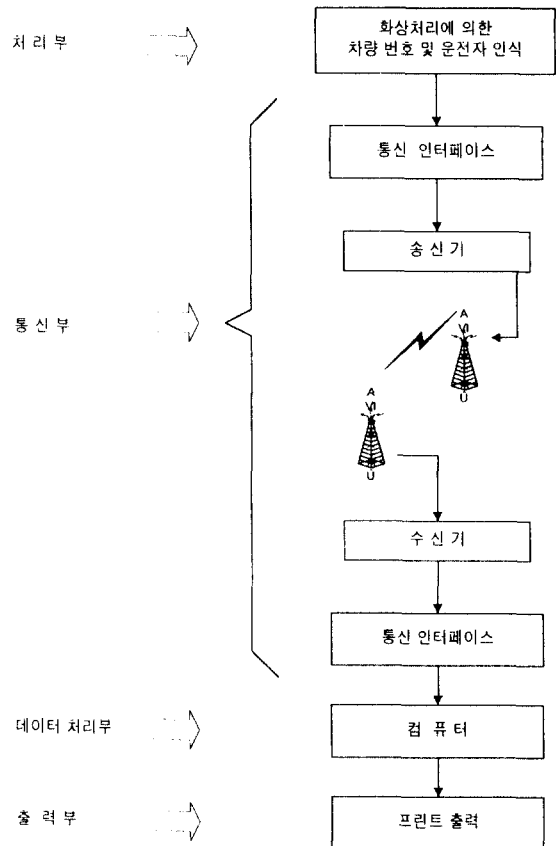 처 리 부
화상처리에 의한
차량 번호 및 운전자 인식
통신 인터페이스
송 신 기
통 신 부
A
VI
U
A
VI
U
수 신 기
통신 인터페이스
데이터 처리부
컴 퓨 터
출 력 부
프린트 출력